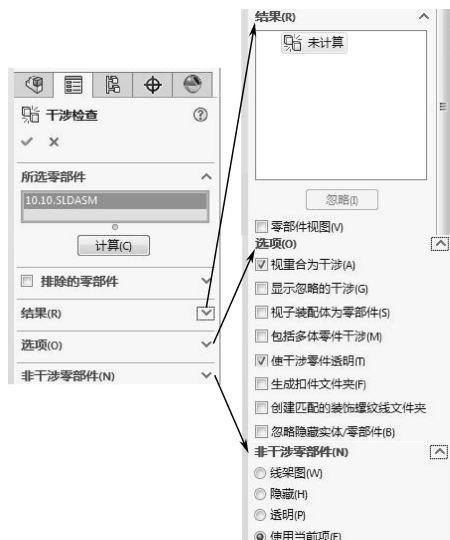 干涉检查
所选零部件
10.10.SLDASM
计算(C)
排除的零部件
结果(R)
选项(O)
非干涉零部件(N)
结果(R)
未计算
忽略(I)
零部件视图(V)
选项(O)
视重合为干涉(A)
显示忽略的干涉(G)
视子装配体为零部件(S)
包括多体零件干涉(M)
使干涉零件透明(T)
生成扣件文件夹(F)
创建匹配的装饰螺纹线文件夹
忽略隐藏实体/零部件(B)
非干涉零部件(N)
线架图(W)
隐藏(H)
透明(P)
使用当前项(E)